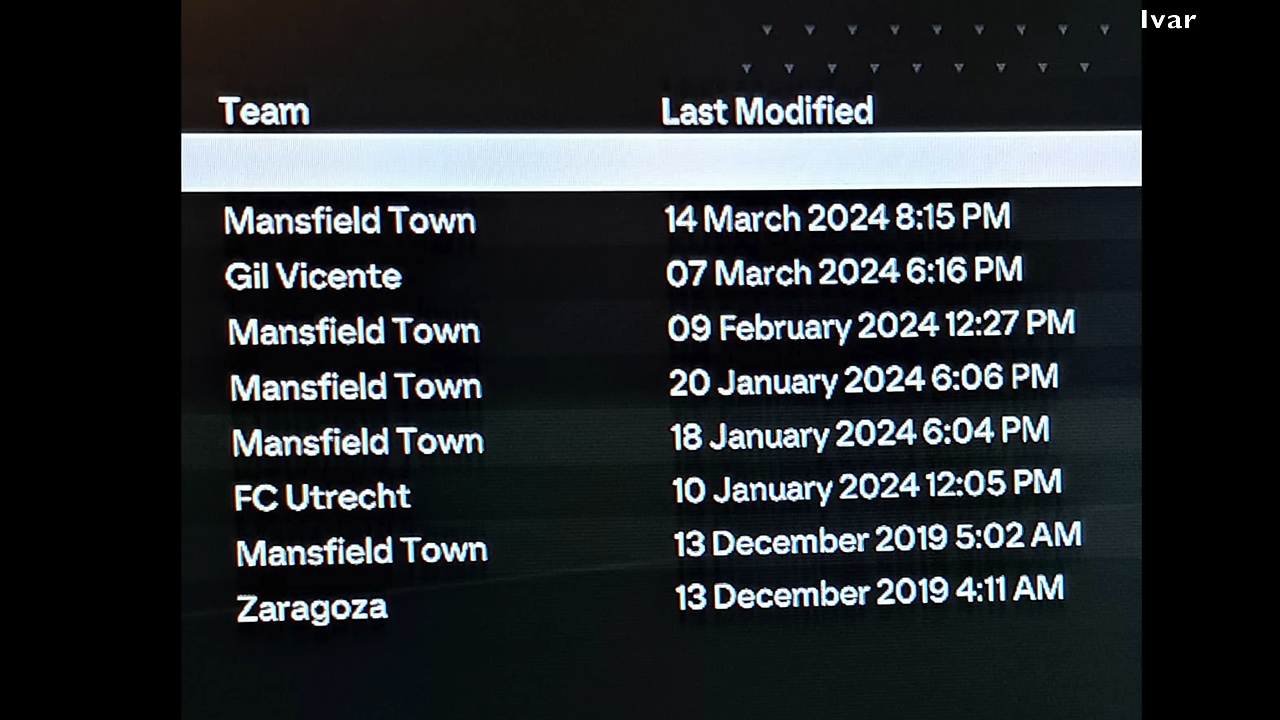 Ivar
Team Last Modified
Mansfield Town 14 March 2024 8:15 PM
Gil Vicente 07 March 2024 6:16 PM
Mansfield Town 09 February 2024 12:27 PM
Mansfield Town 20 January 2024 6:06 PM
Mansfield Town 18 January 2024 6:04 PM
FC Utrecht 10 January 2024 12:05 PM
Mansfield Town 13 December 2019 5:02 AM
Zaragoza 13 December 2019 4:11 AM